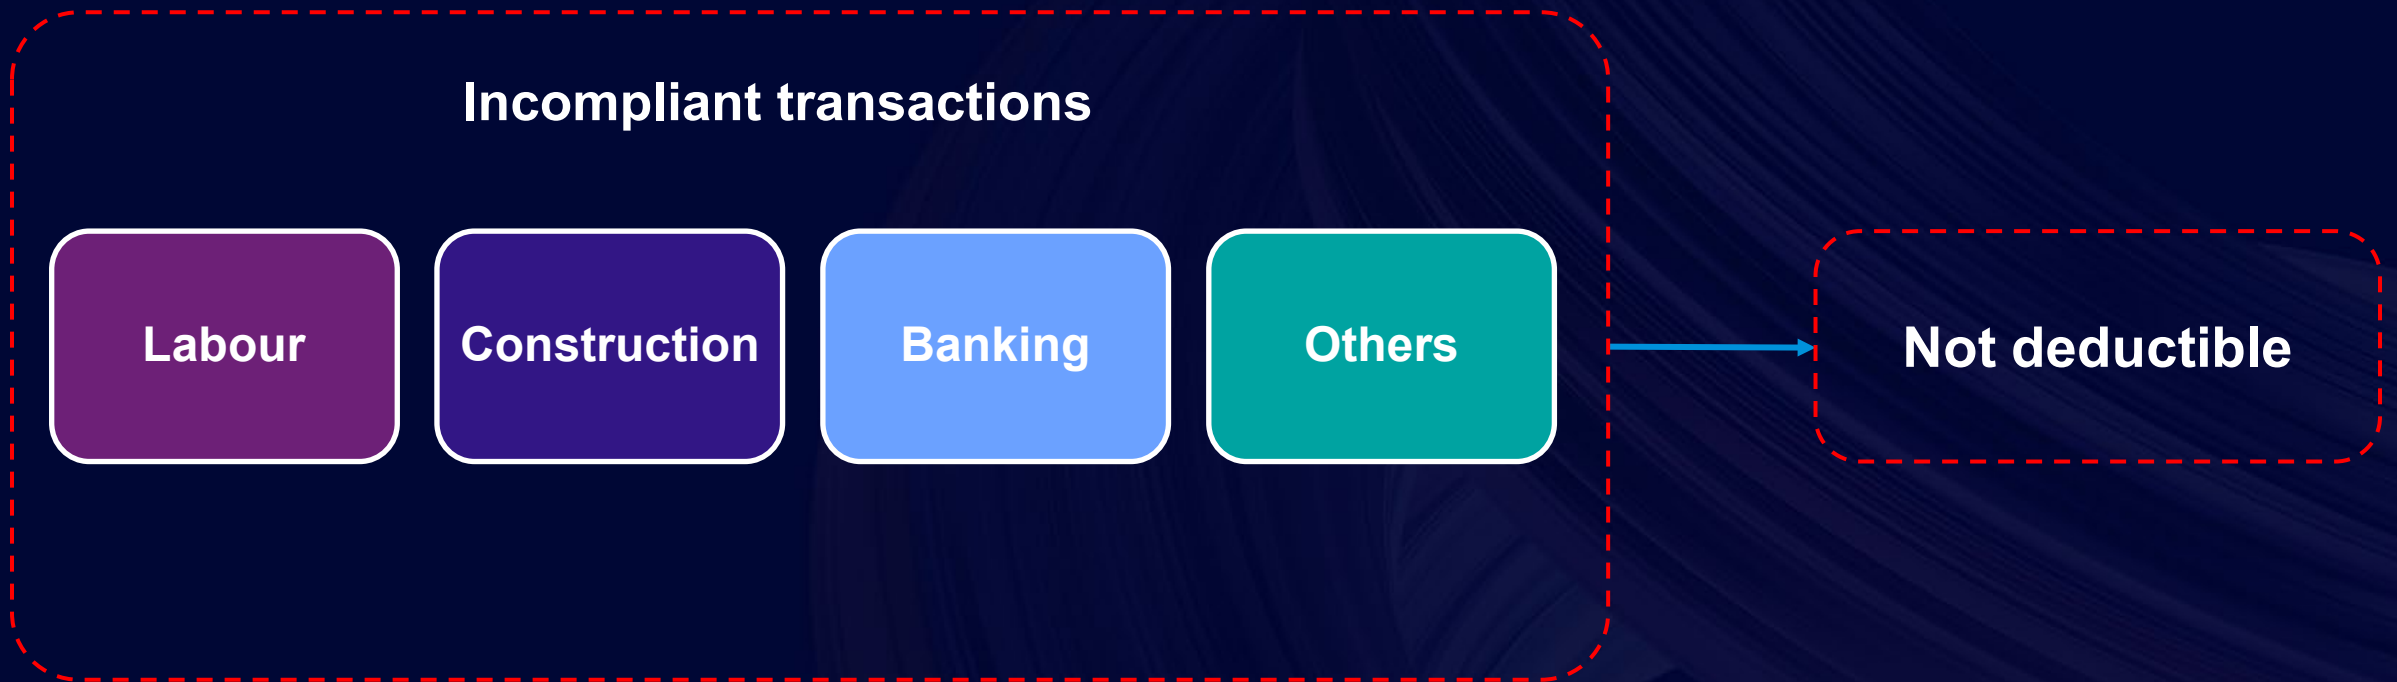 Incompliant transactions
Labour
Construction
Banking
Others
Not deductible